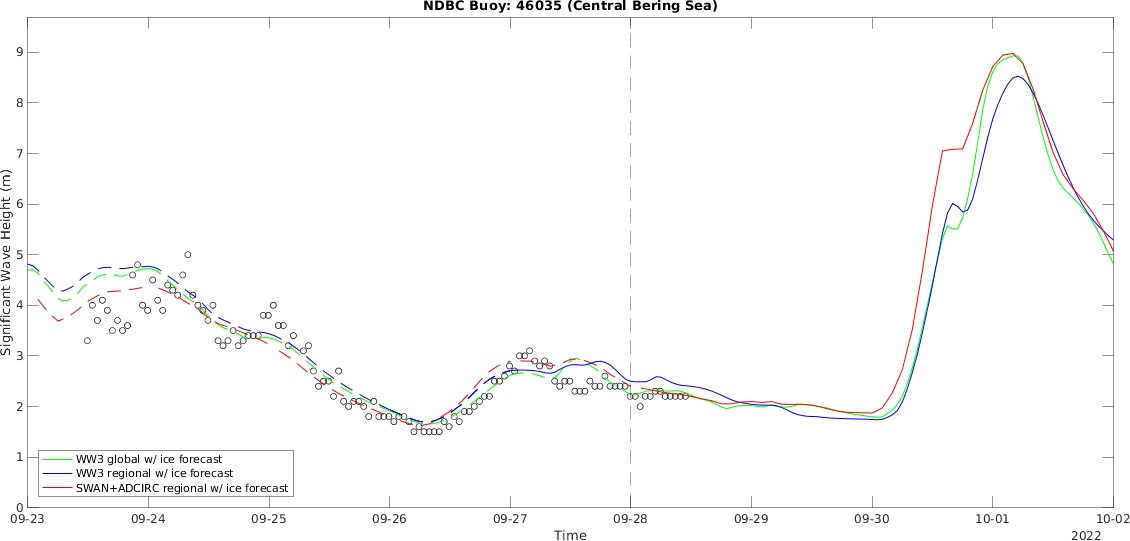 NDBC Buoy: 46035 (Central Bering Sea)
9
8
7
6
5
4
3
2
1
0
Significant Wave Height (m)
WW3 global w/ ice forecast
WW3 regional w/ ice forecast
SWAN+ADCIRC regional w/ ice forecast
09-23 09-24 09-25 09-26 09-27 09-28 09-29 09-30 10-01 10-02
Time
2022